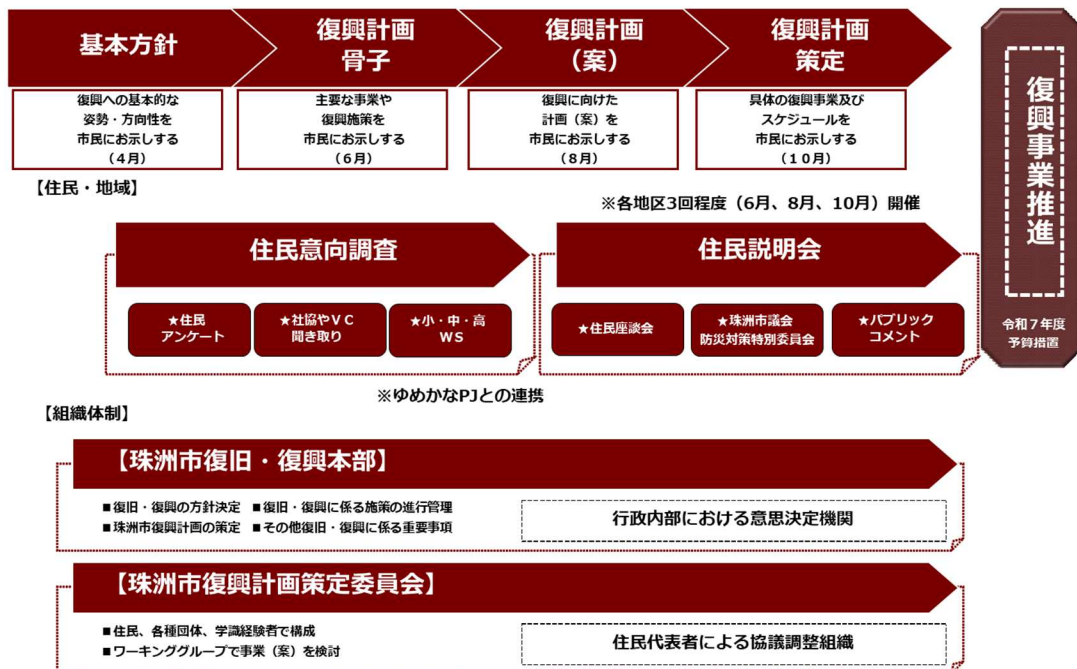 基本方針
復興計画
骨子
復興計画
（案）
復興計画
策定
復興への基本的な
姿勢・方向性を
市民にお示しする
（４月）
主要な事業や
復興施策を
市民にお示しする
（６月）
復興に向けた
計画（案）を
市民にお示しする
（８月）
具体の復興事業及び
スケジュールを
市民にお示しする
（１０月）
復興事業推進
令和７年度
予算措置
【住民・地域】
※各地区3回程度（6月、8月、10月）開催
住民意向調査
★住民
アンケート
★社協やＶＣ
聞き取り
★小・中・高
ＷＳ
住民説明会
★住民座談会
★珠洲市議会
防災対策特別委員会
★パブリック
コメント
※ゆめかなPJとの連携
【組織体制】
【珠洲市復旧・復興本部】
■復旧・復興の方針決定 ■復旧・復興に係る施策の進行管理
■珠洲市復興計画の策定 ■その他復旧・復興に係る重要事項
行政内部における意思決定機関
【珠洲市復興計画策定委員会】
■住民、各種団体、学識経験者で構成
■ワーキンググループで事業（案）を検討
住民代表者による協議調整組織